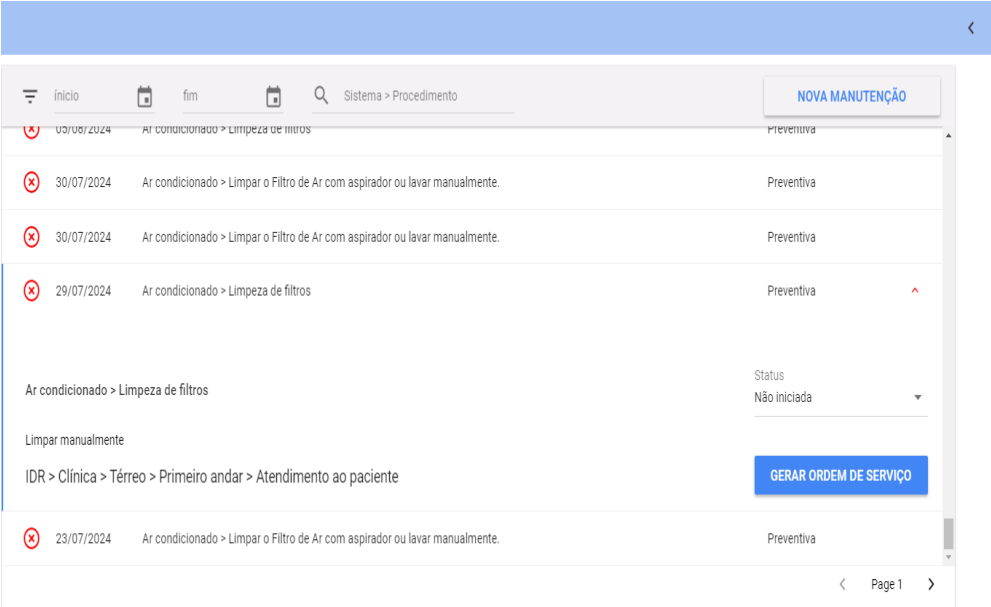 ínicio fim Sistema > Procedimento NOVA MANUTENÇÃO
05/08/2024 Ar condicionado > Limpeza de filtros Preventiva
30/07/2024 Ar condicionado > Limpar o Filtro de Ar com aspirador ou lavar manualmente. Preventiva
30/07/2024 Ar condicionado > Limpar o Filtro de Ar com aspirador ou lavar manualmente. Preventiva
29/07/2024 Ar condicionado > Limpeza de filtros Preventiva
Status
Ar condicionado > Limpeza de filtros Não iniciada
Limpar manualmente
IDR > Clínica > Térreo > Primeiro andar > Atendimento ao paciente GERAR ORDEM DE SERVIÇO
23/07/2024 Ar condicionado > Limpar o Filtro de Ar com aspirador ou lavar manualmente. Preventiva
Page 1